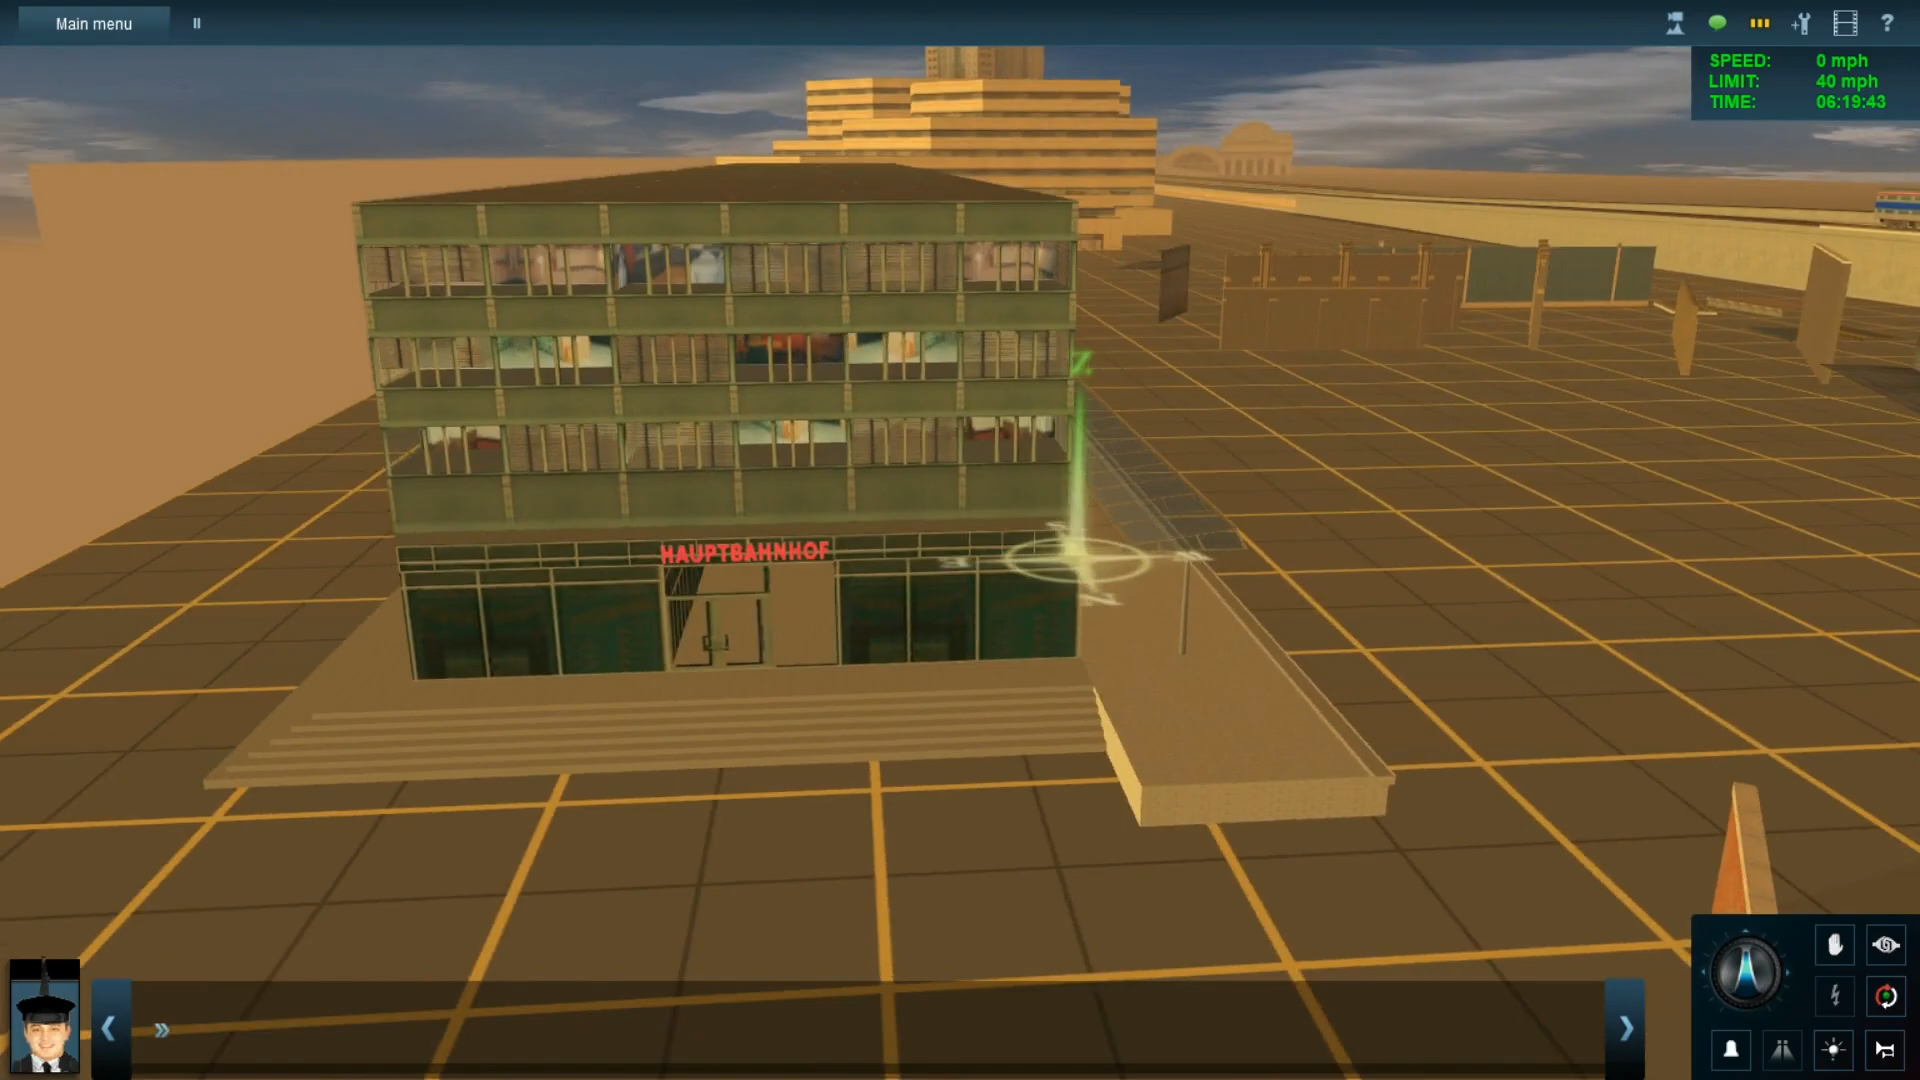 Main menu
SPEED: 0 mph
LIMIT: 40 mph
TIME: 06:19:43
Z
HAUPTBAHNHOF